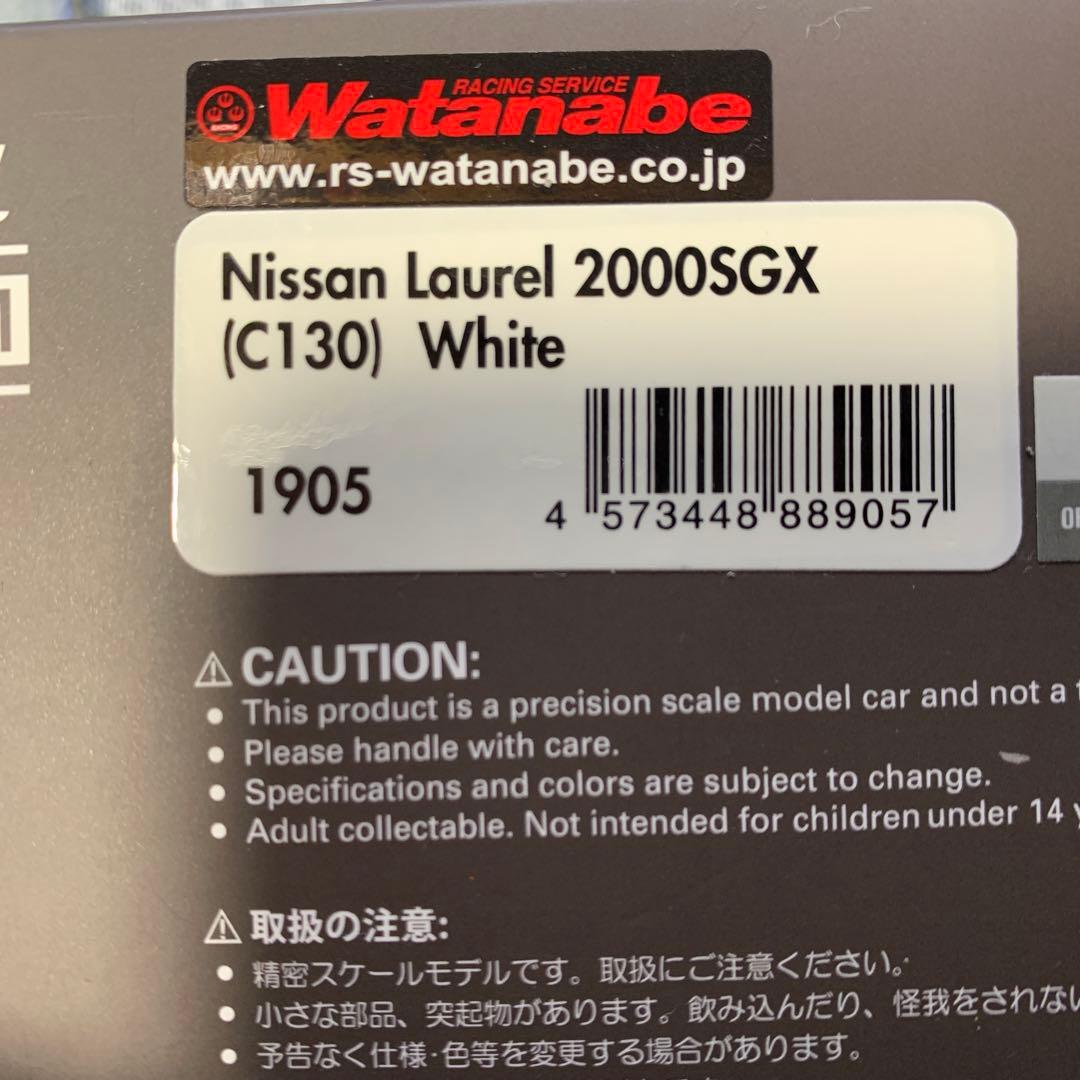 RACING SERVICE
Watanabe
RACING
www.rs-watanabe.co.jp
Nissan Laurel 2000SGX
(C130) White
1905
4 573448 889057
⚠ CAUTION:
• This product is a precision scale model car and not a
• Please handle with care.
• Specifications and colors are subject to change.
• Adult collectable. Not intended for children under 14
⚠ 取扱の注意:
• 精密スケールモデルです。取扱にご注意ください。
• 小さな部品、突起物があります。飲み込んだり、怪我をされない
• 予告なく仕様･色等を変更する場合があります。